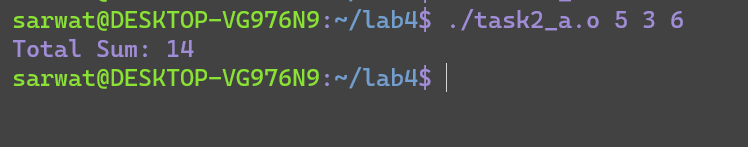 sarwat@DESKTOP-VG976N9:~/lab4$ ./task2_a.o 5 3 6
Total Sum: 14
sarwat@DESKTOP-VG976N9:~/lab4$